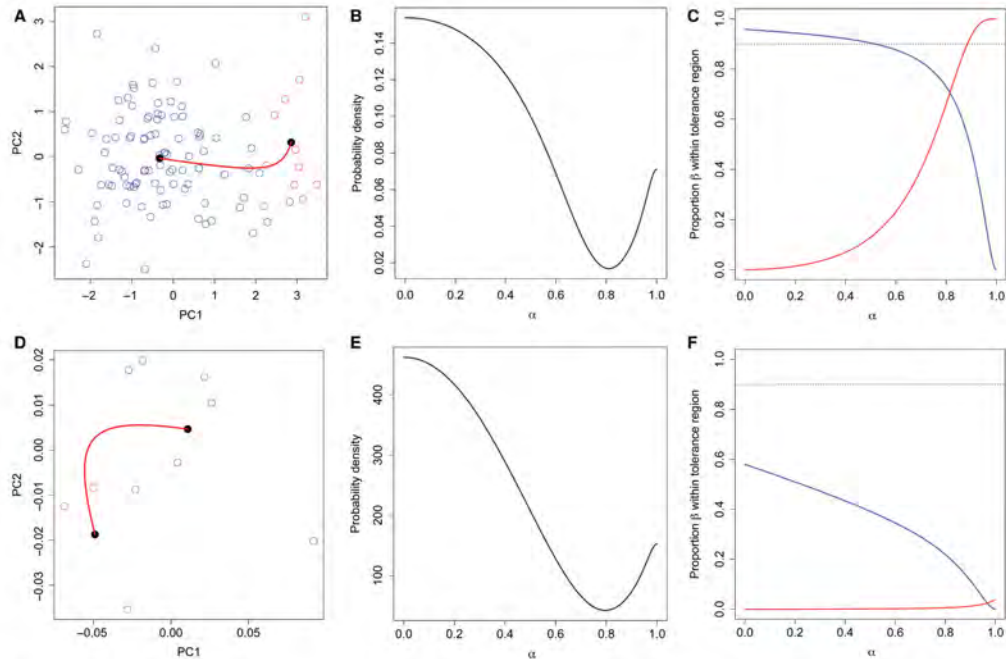 A
PC2
3
2
1
0
−1
−2
−2 −1 0 1 2 3
PC1
B
Probability density
0.14
0.10
0.06
0.02
0.0 0.2 0.4 0.6 0.8 1.0
α
C
Proportion β within tolerance region
1.0
0.8
0.6
0.4
0.2
0.0
0.0 0.2 0.4 0.6 0.8 1.0
α
D
PC2
0.02
0.01
0.00
−0.01
−0.02
−0.03
−0.05 0.00 0.05
PC1
E
Probability density
400
300
200
100
0.0 0.2 0.4 0.6 0.8 1.0
α
F
Proportion β within tolerance region
1.0
0.8
0.6
0.4
0.2
0.0
0.0 0.2 0.4 0.6 0.8 1.0
α